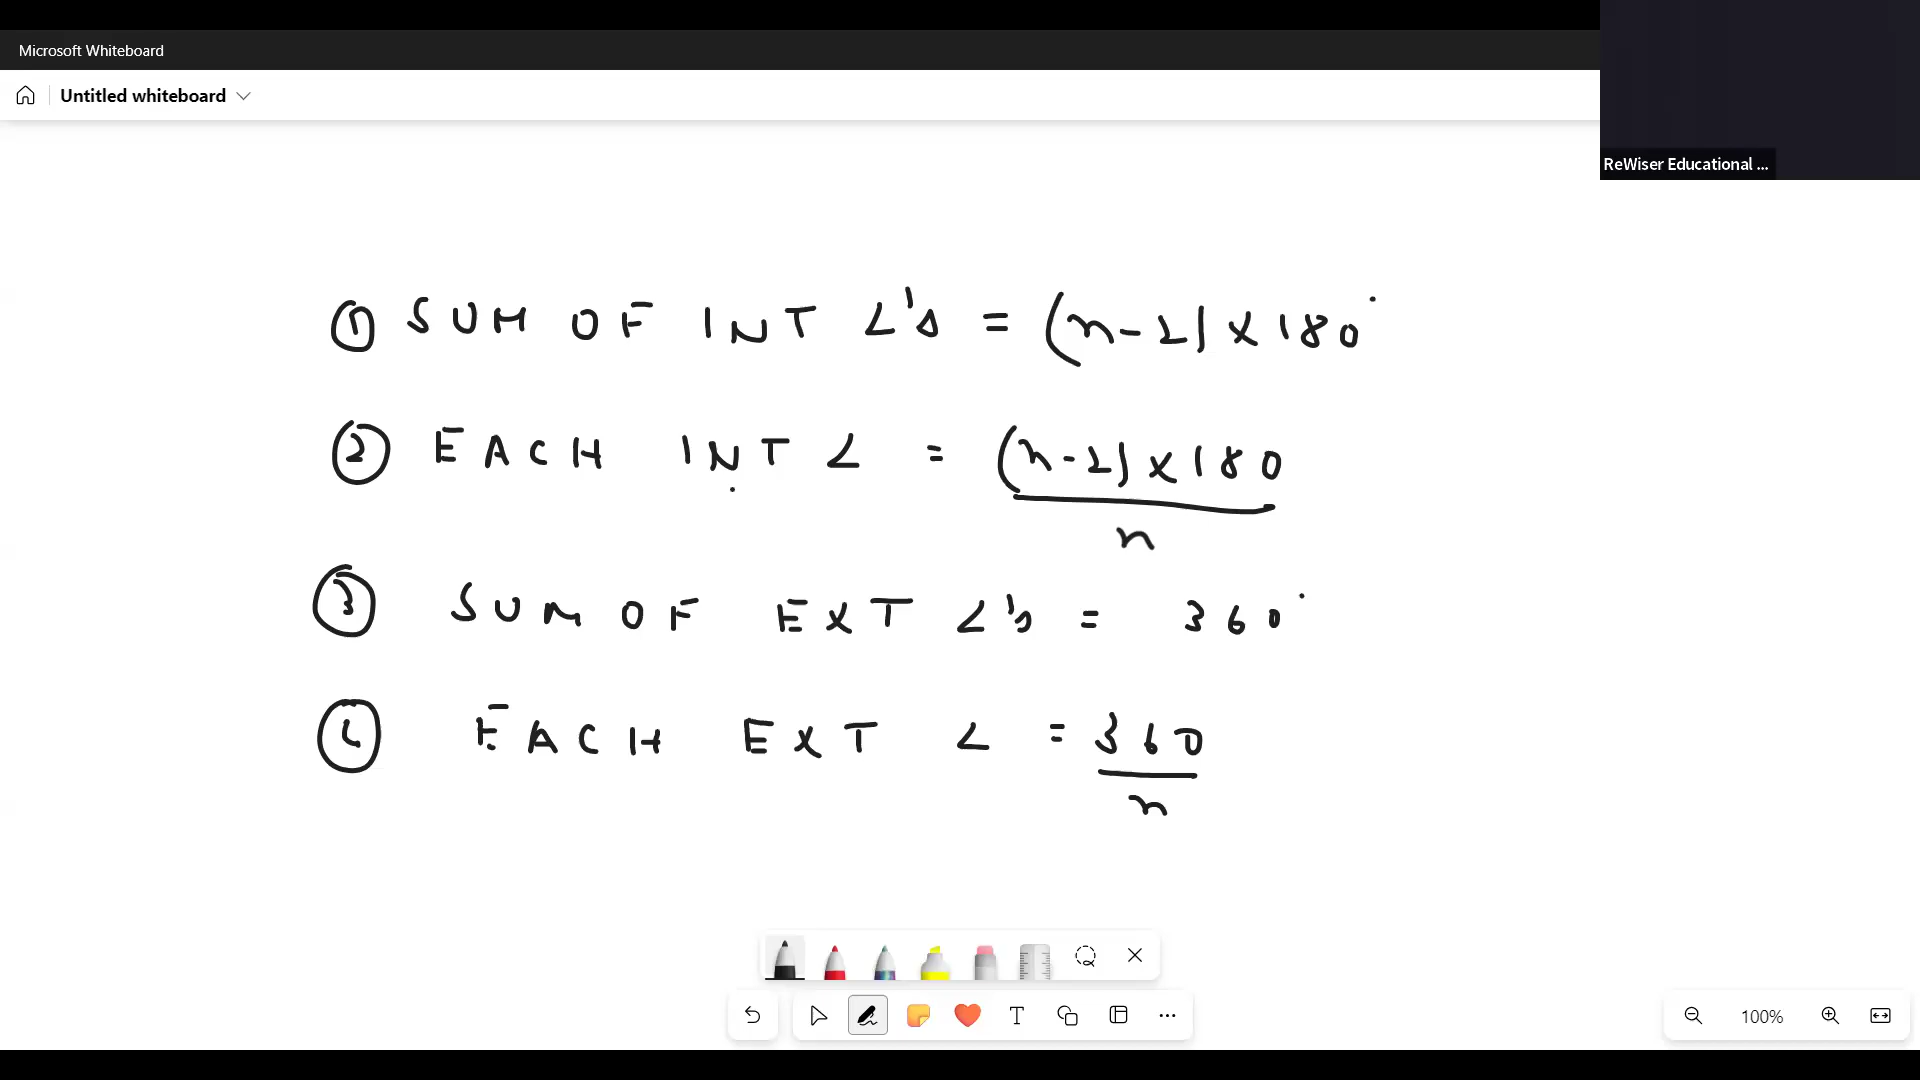 Microsoft Whiteboard
Untitled whiteboard
ReWiser Educational ...
① SUM OF INT ∠'s = (n-2) × 180°
② EACH INT ∠ = (n-2) × 180
n
③ SUM OF EXT ∠'s = 360°
④ EACH EXT ∠ = 360
n
100%